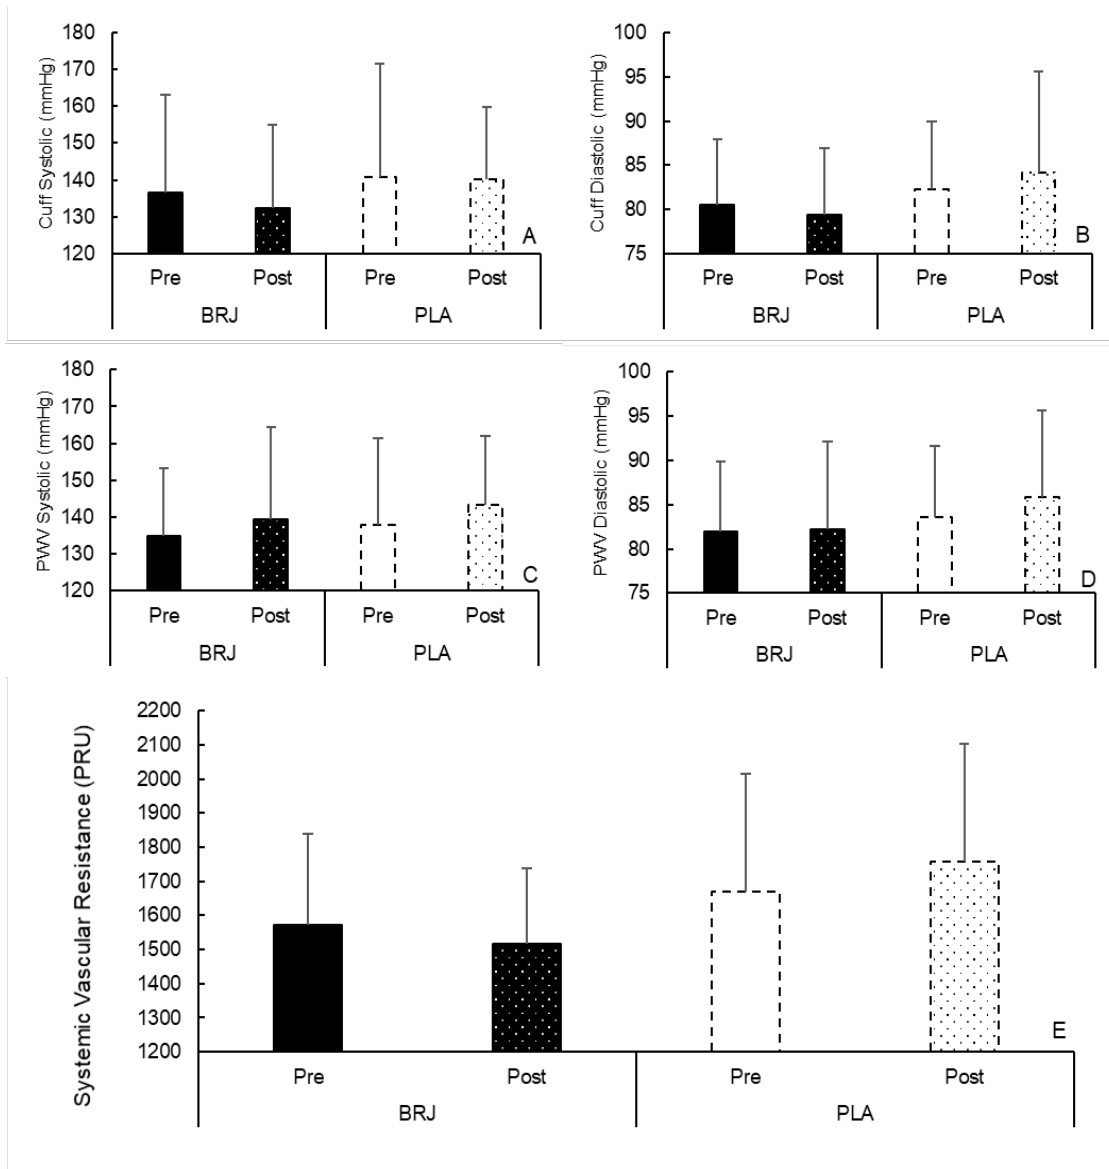 Cuff Systolic (mmHg)
180
170
160
150
140
130
120
Pre Post Pre Post
BRJ PLA
A
Cuff Diastolic (mmHg)
100
95
90
85
80
75
Pre Post Pre Post
BRJ PLA
B
PWV Systolic (mmHg)
180
170
160
150
140
130
120
Pre Post Pre Post
BRJ PLA
C
PWV Diastolic (mmHg)
100
95
90
85
80
75
Pre Post Pre Post
BRJ PLA
D
Systemic Vascular Resistance (PRU)
2200
2100
2000
1900
1800
1700
1600
1500
1400
1300
1200
Pre Post Pre Post
BRJ PLA
E